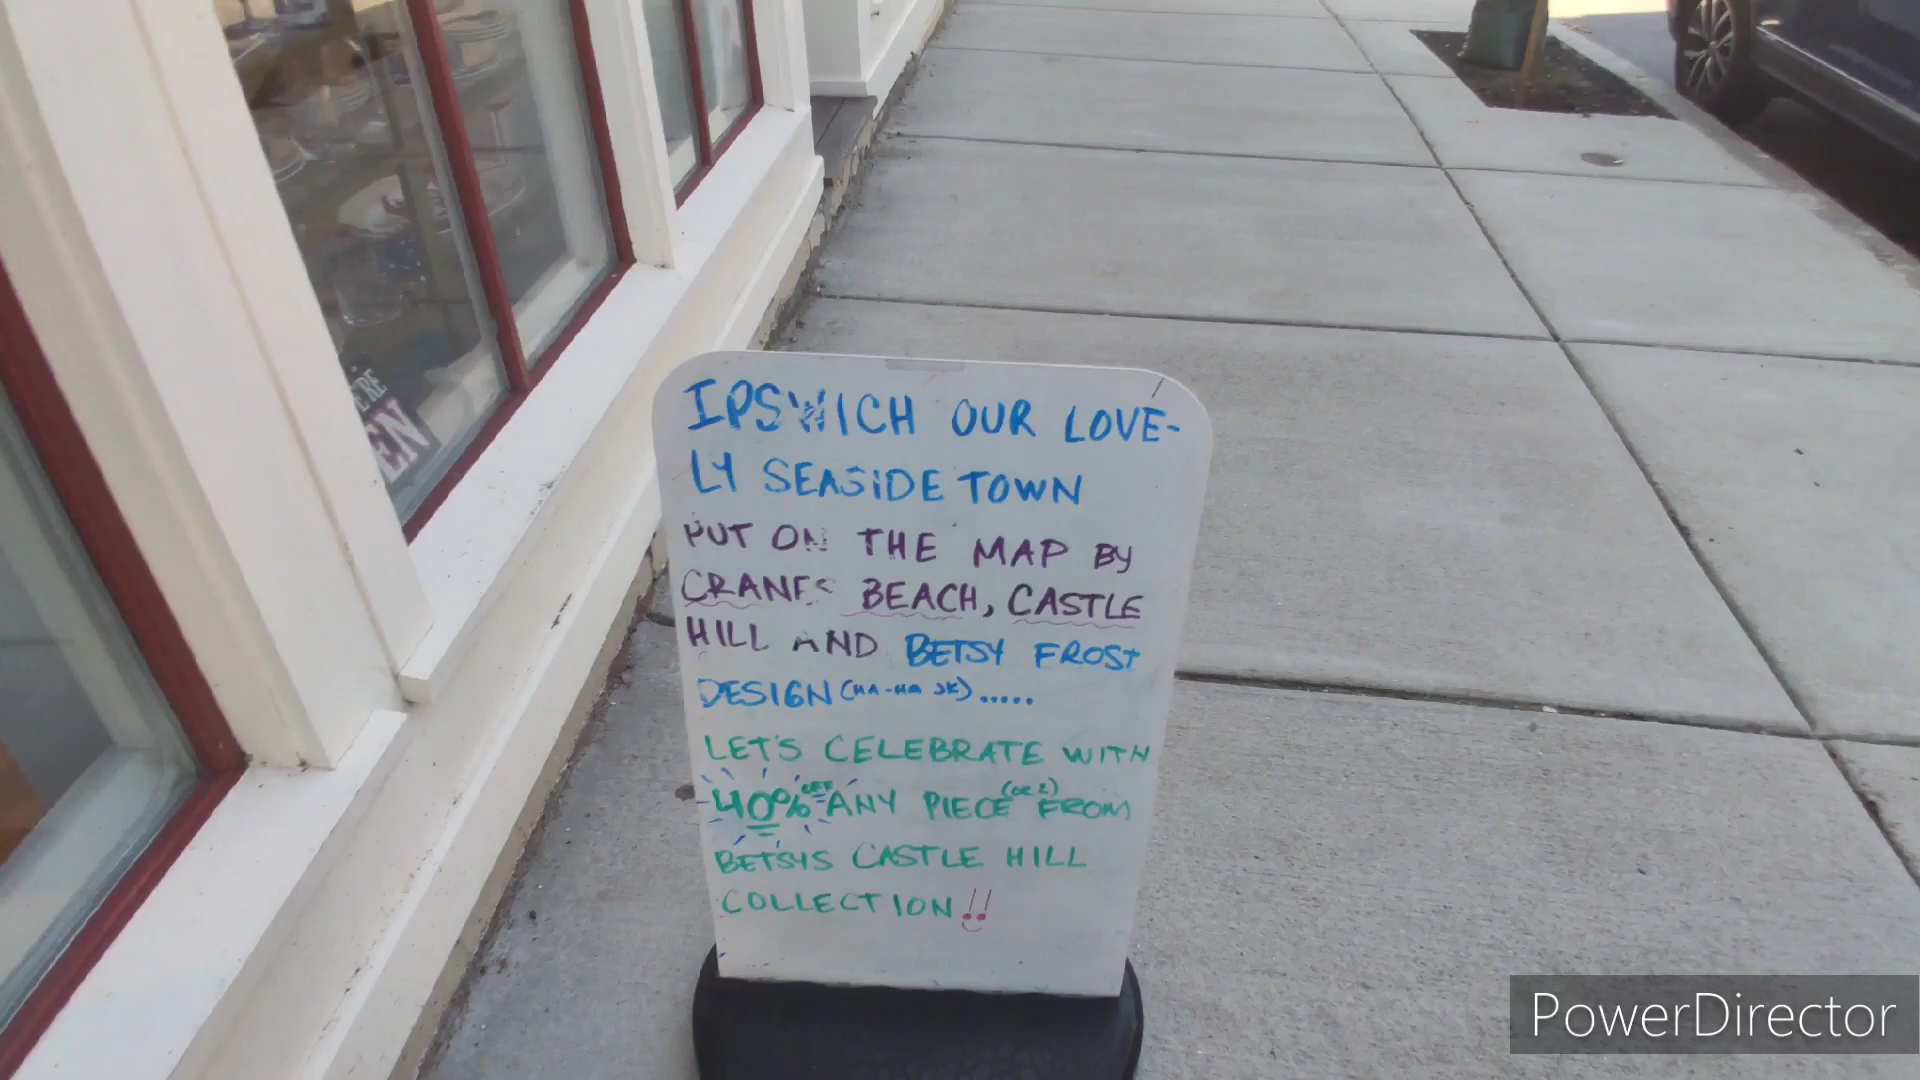 IPSWICH OUR LOVE-
LY SEASIDE TOWN
PUT ON THE MAP BY
CRANES BEACH, CASTLE
HILL AND BETSY FROST
DESIGN (HA-HA JK).....
LET'S CELEBRATE WITH
40% OFF ANY PIECE (OR 2) FROM
BETSYS CASTLE HILL
COLLECTION!!
PowerDirector